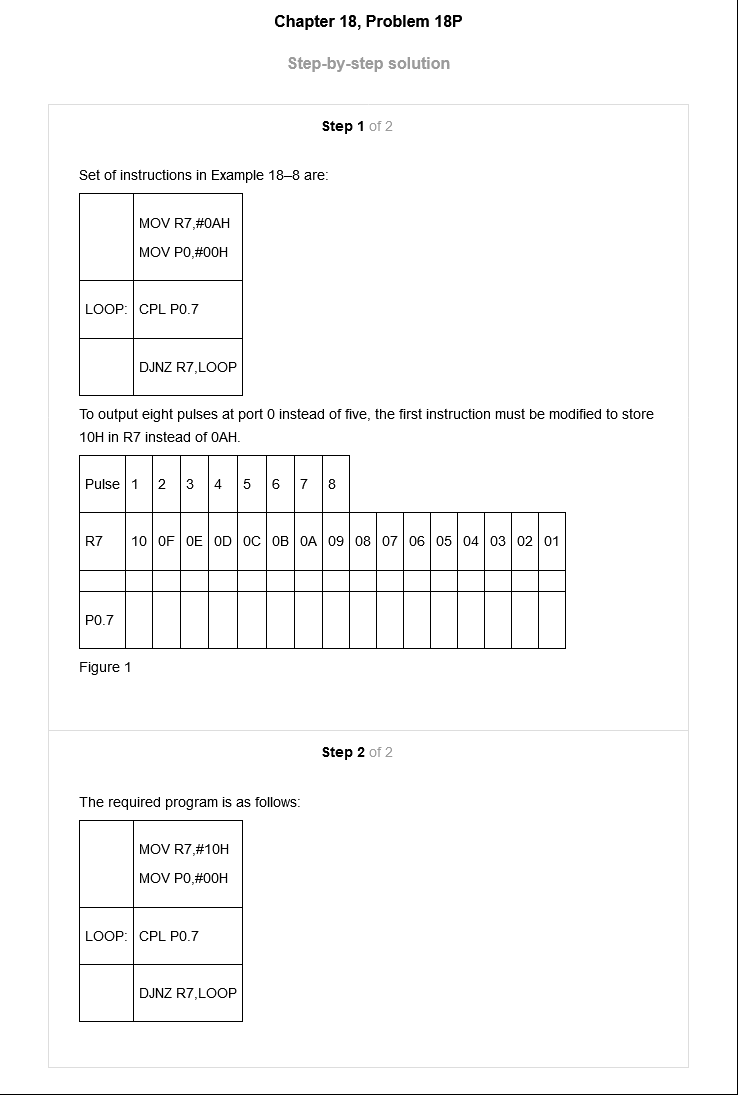 Chapter 18, Problem 18P
Step-by-step solution
Step 1 of 2
Set of instructions in Example 18–8 are:
MOV R7,#0AH
MOV P0,#00H
LOOP: CPL P0.7
DJNZ R7,LOOP
To output eight pulses at port 0 instead of five, the first instruction must be modified to store
10H in R7 instead of 0AH.
Pulse 1 2 3 4 5 6 7 8
R7 10 0F 0E 0D 0C 0B 0A 09 08 07 06 05 04 03 02 01
P0.7
Figure 1
Step 2 of 2
The required program is as follows:
MOV R7,#10H
MOV P0,#00H
LOOP: CPL P0.7
DJNZ R7,LOOP